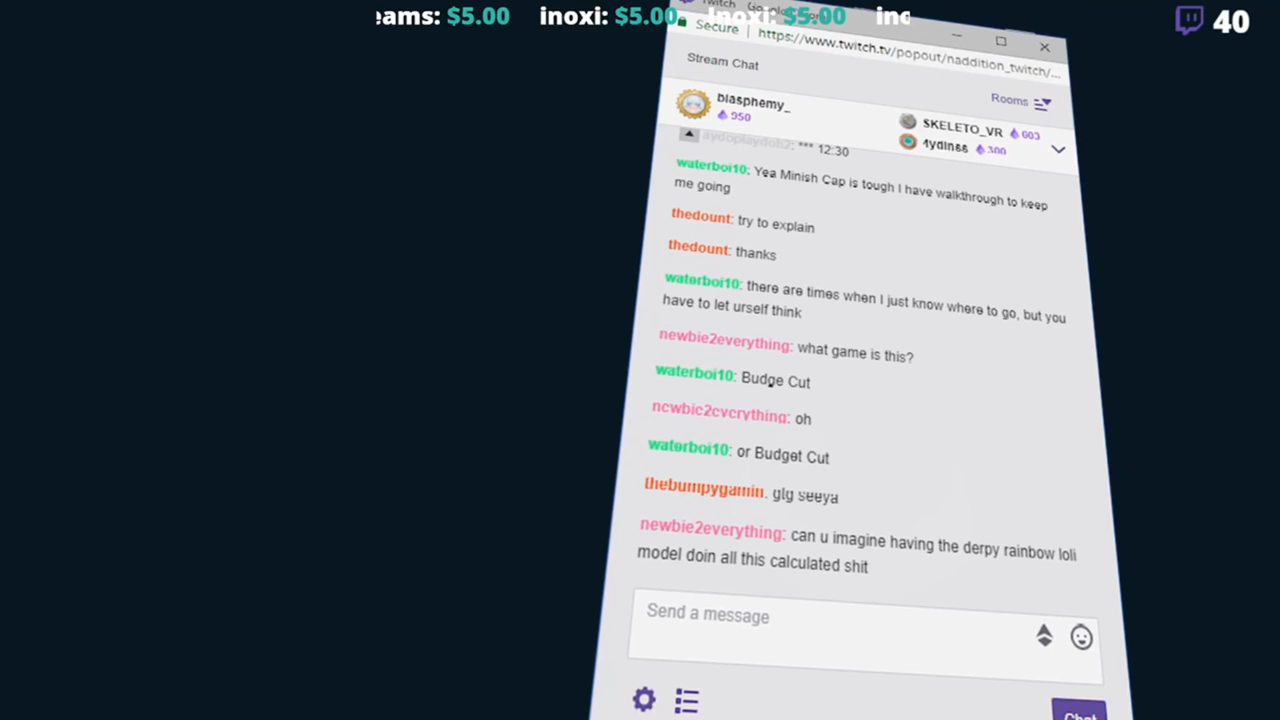 eams: $5.00 inoxi: $5.00 inoxi: $5.00 inc
40
Twitch
Secure | https://www.twitch.tv/popout/naddition_twitch/...
Stream Chat
Rooms
blasphemy_
950
SKELETO_VR 603
4ydin66 300
aydoplaydoh2: *** 12:30
waterboi10: Yea Minish Cap is tough I have walkthrough to keep
me going
thedount: try to explain
thedount: thanks
waterboi10: there are times when I just know where to go, but you
have to let urself think
newbie2everything: what game is this?
waterboi10: Budge Cut
newbie2everything: oh
waterboi10: or Budget Cut
thebumpygamin: glg seeya
newbie2everything: can u imagine having the derpy rainbow loli
model doin all this calculated shit
Send a message
Chat